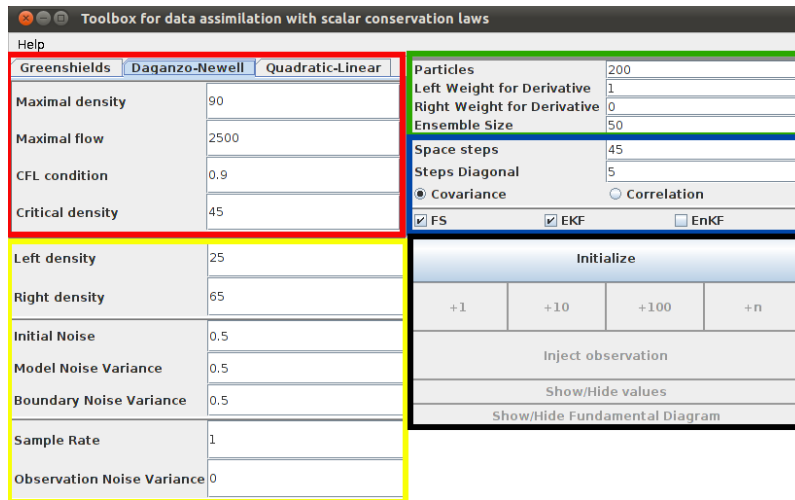 Toolbox for data assimilation with scalar conservation laws
Help
Greenshields Daganzo-Newell Quadratic-Linear
Maximal density 90
Maximal flow 2500
CFL condition 0.9
Critical density 45
Left density 25
Right density 65
Initial Noise 0.5
Model Noise Variance 0.5
Boundary Noise Variance 0.5
Sample Rate 1
Observation Noise Variance 0
Particles 200
Left Weight for Derivative 1
Right Weight for Derivative 0
Ensemble Size 50
Space steps 45
Steps Diagonal 5
Covariance Correlation
FS EKF EnKF
Initialize
+1 +10 +100 +n
Inject observation
Show/Hide values
Show/Hide Fundamental Diagram